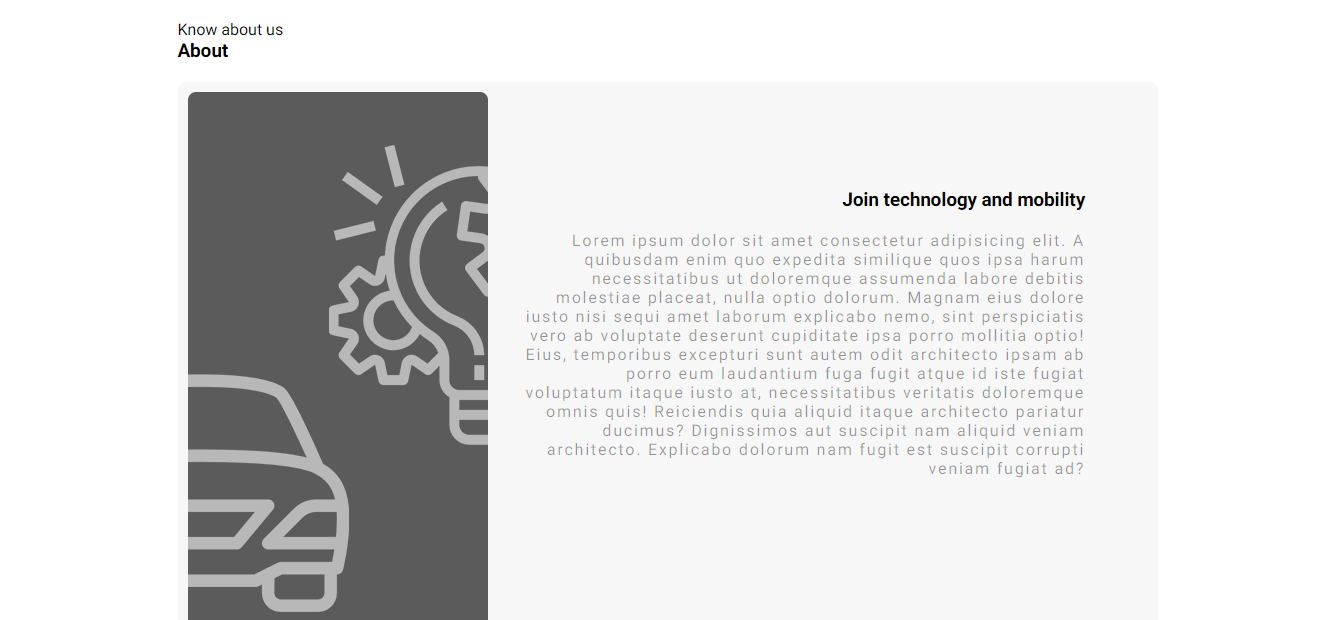 Know about us
About
Join technology and mobility
Lorem ipsum dolor sit amet consectetur adipisicing elit. A
quibusdam enim quo expedita similique quos ipsa harum
necessitatibus ut doloremque assumenda labore debitis
molestiae placeat, nulla optio dolorum. Magnam eius dolore
iusto nisi sequi amet laborum explicabo nemo, sint perspiciatis
vero ab voluptate deserunt cupiditate ipsa porro mollitia optio!
Eius, temporibus excepturi sunt autem odit architecto ipsam ab
porro eum laudantium fuga fugit atque id iste fugiat
voluptatum itaque iusto at, necessitatibus veritatis doloremque
omnis quis! Reiciendis quia aliquid itaque architecto pariatur
ducimus? Dignissimos aut suscipit nam aliquid veniam
architecto. Explicabo dolorum nam fugit est suscipit corrupti
veniam fugiat ad?